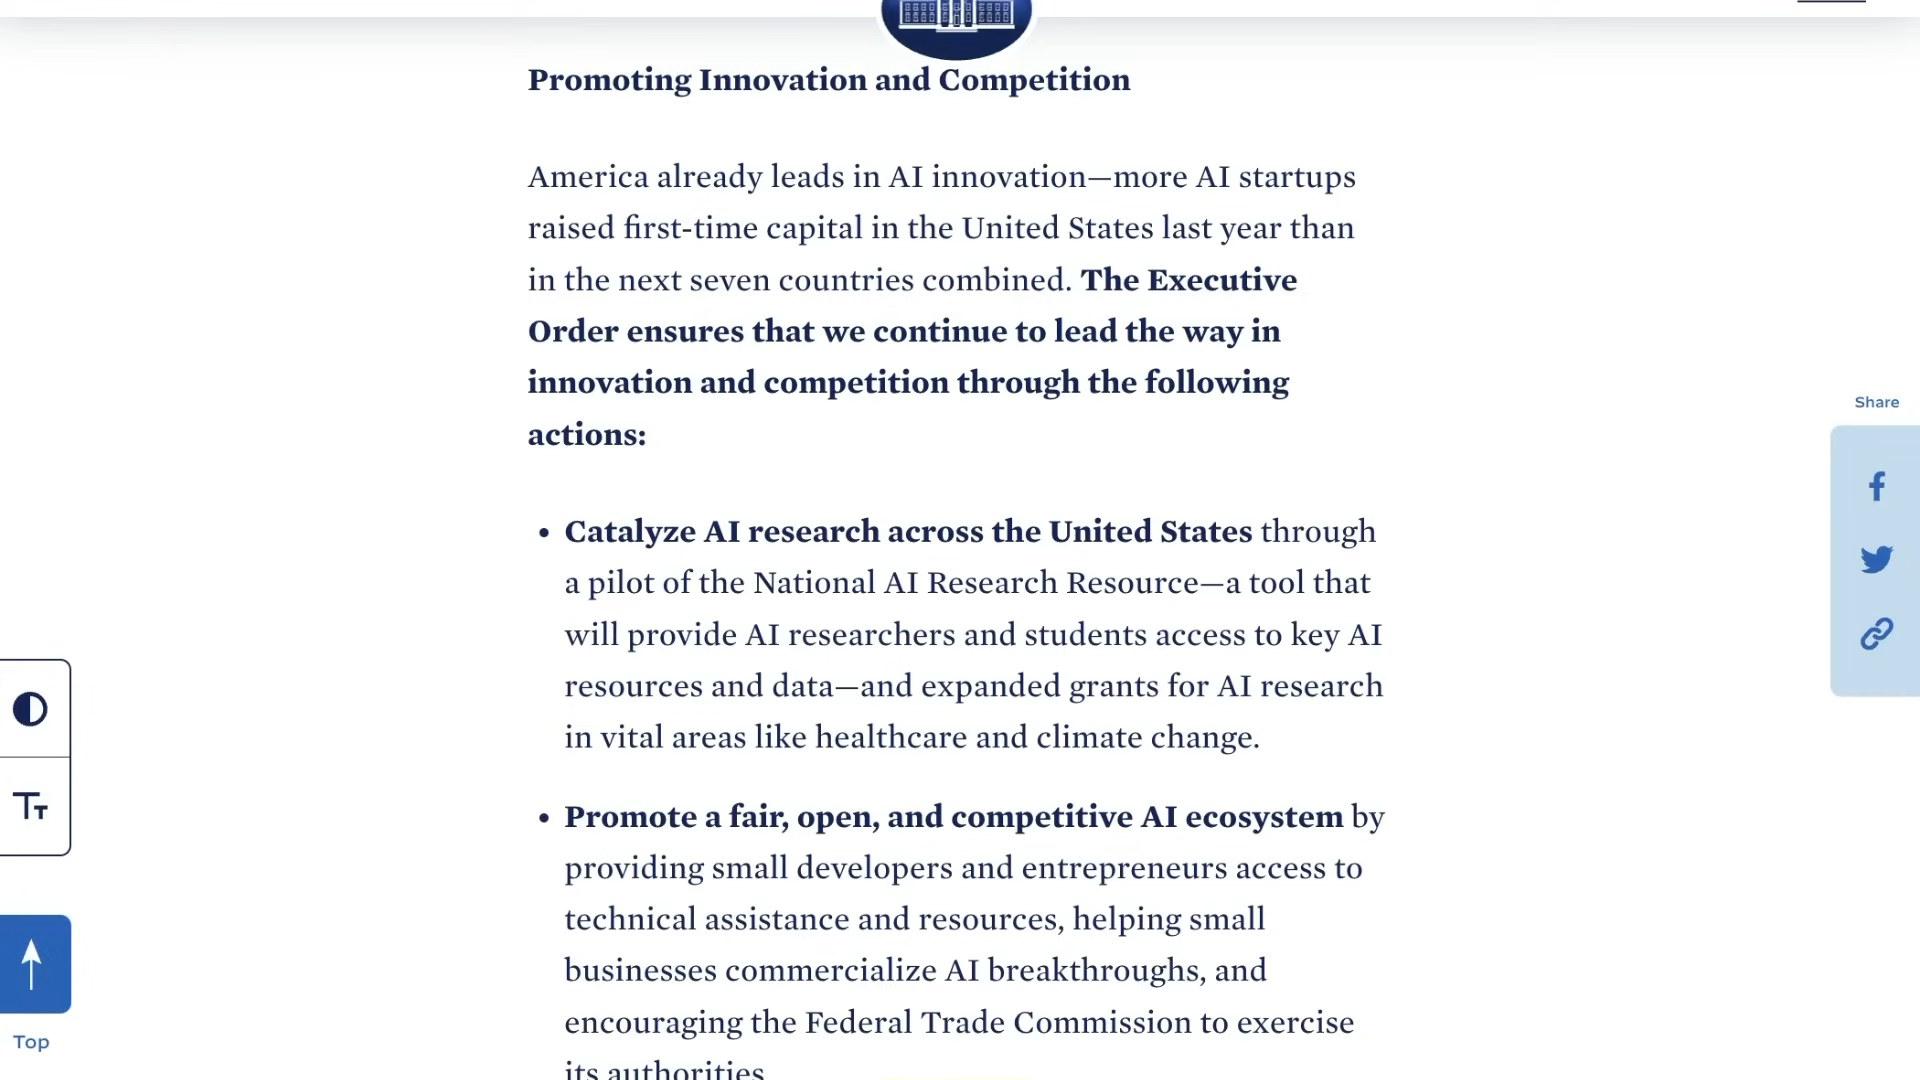 Promoting Innovation and Competition
America already leads in AI innovation—more AI startups
raised first-time capital in the United States last year than
in the next seven countries combined. The Executive
Order ensures that we continue to lead the way in
innovation and competition through the following
actions:
• Catalyze AI research across the United States through
a pilot of the National AI Research Resource—a tool that
will provide AI researchers and students access to key AI
resources and data—and expanded grants for AI research
in vital areas like healthcare and climate change.
• Promote a fair, open, and competitive AI ecosystem by
providing small developers and entrepreneurs access to
technical assistance and resources, helping small
businesses commercialize AI breakthroughs, and
encouraging the Federal Trade Commission to exercise
its authorities.
Share
Tт
Top